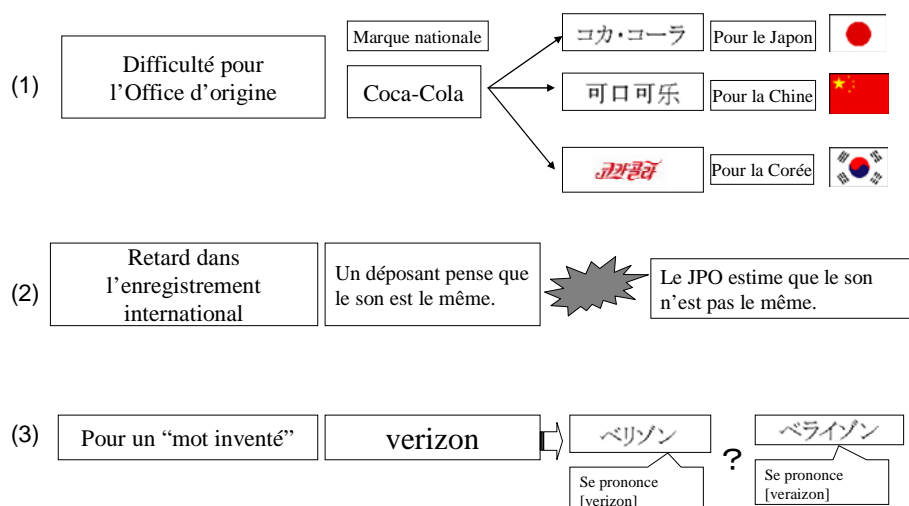 (1)
Difficulté pour
l’Office d’origine
Marque nationale
Coca-Cola
コカ・コーラ
Pour le Japon
可口可乐
Pour la Chine
코카콜라
Pour la Corée
(2)
Retard dans
l’enregistrement
international
Un déposant pense que
le son est le même.
Le JPO estime que le son
n’est pas le même.
(3)
Pour un “mot inventé”
verizon
ベリゾン
?
ベライゾン
Se prononce
[verizon]
Se prononce
[veraizon]